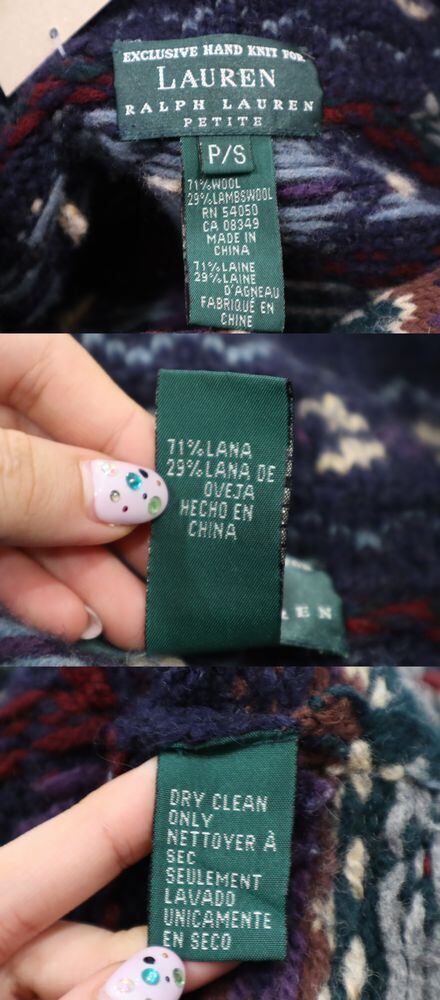 EXCLUSIVE HAND KNIT FOR
LAUREN
RALPH LAUREN
PETITE
P/S
71%WOOL
29%LAMBSWOOL
RN 54050
CA 08349
MADE IN
CHINA
71%LAINE
29%LAINE
D'AGNEAU
FABRIQUÉ EN
CHINE
71%LANA
29%LANA DE
OVEJA
HECHO EN
CHINA
EN
DRY CLEAN
ONLY
NETTOYER À
SEC
SEULEMENT
LAVADO
UNICAMENTE
EN SECO